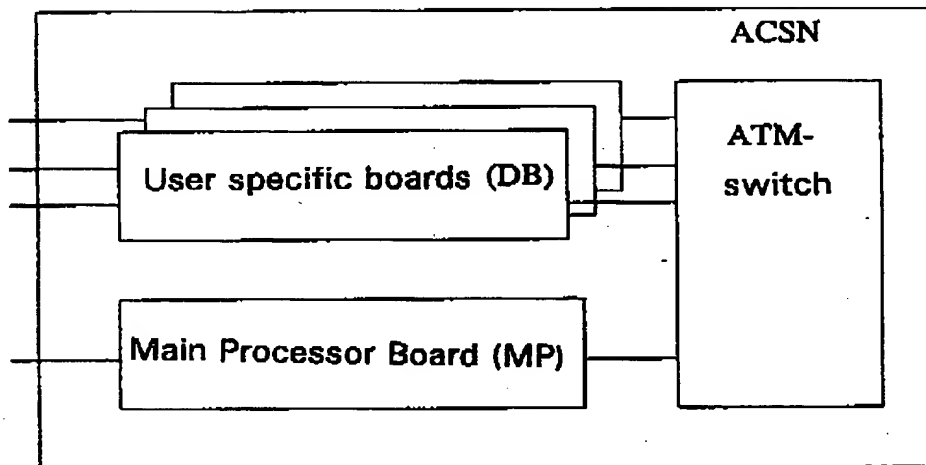 ACSN
User specific boards (DB)
ATM-
switch
Main Processor Board (MP)